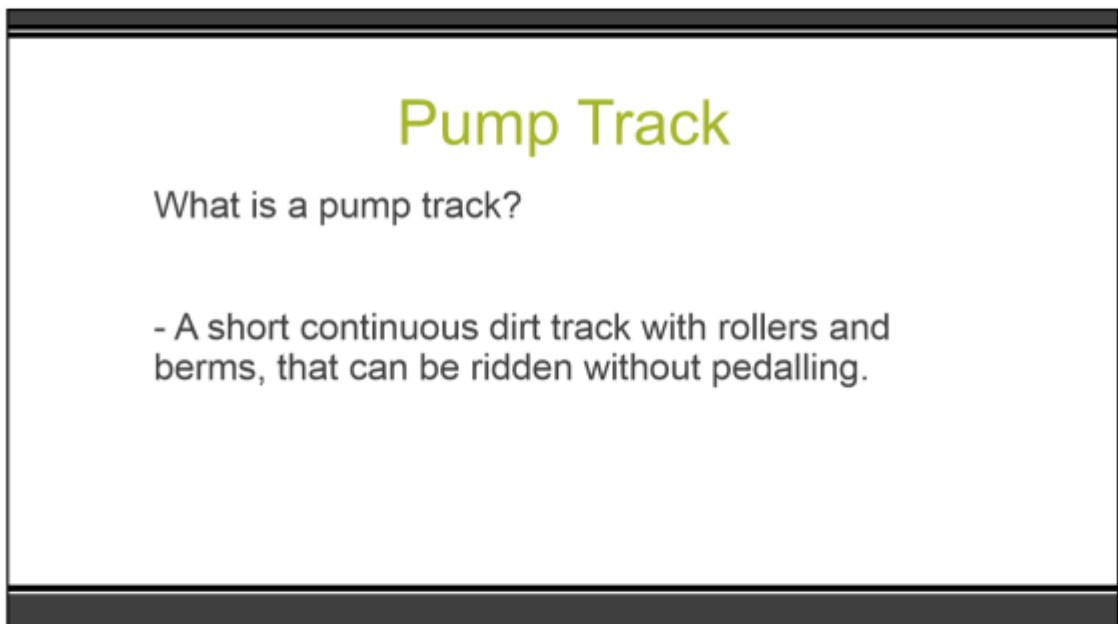 Pump Track
What is a pump track?
- A short continuous dirt track with rollers and
berms, that can be ridden without pedalling.